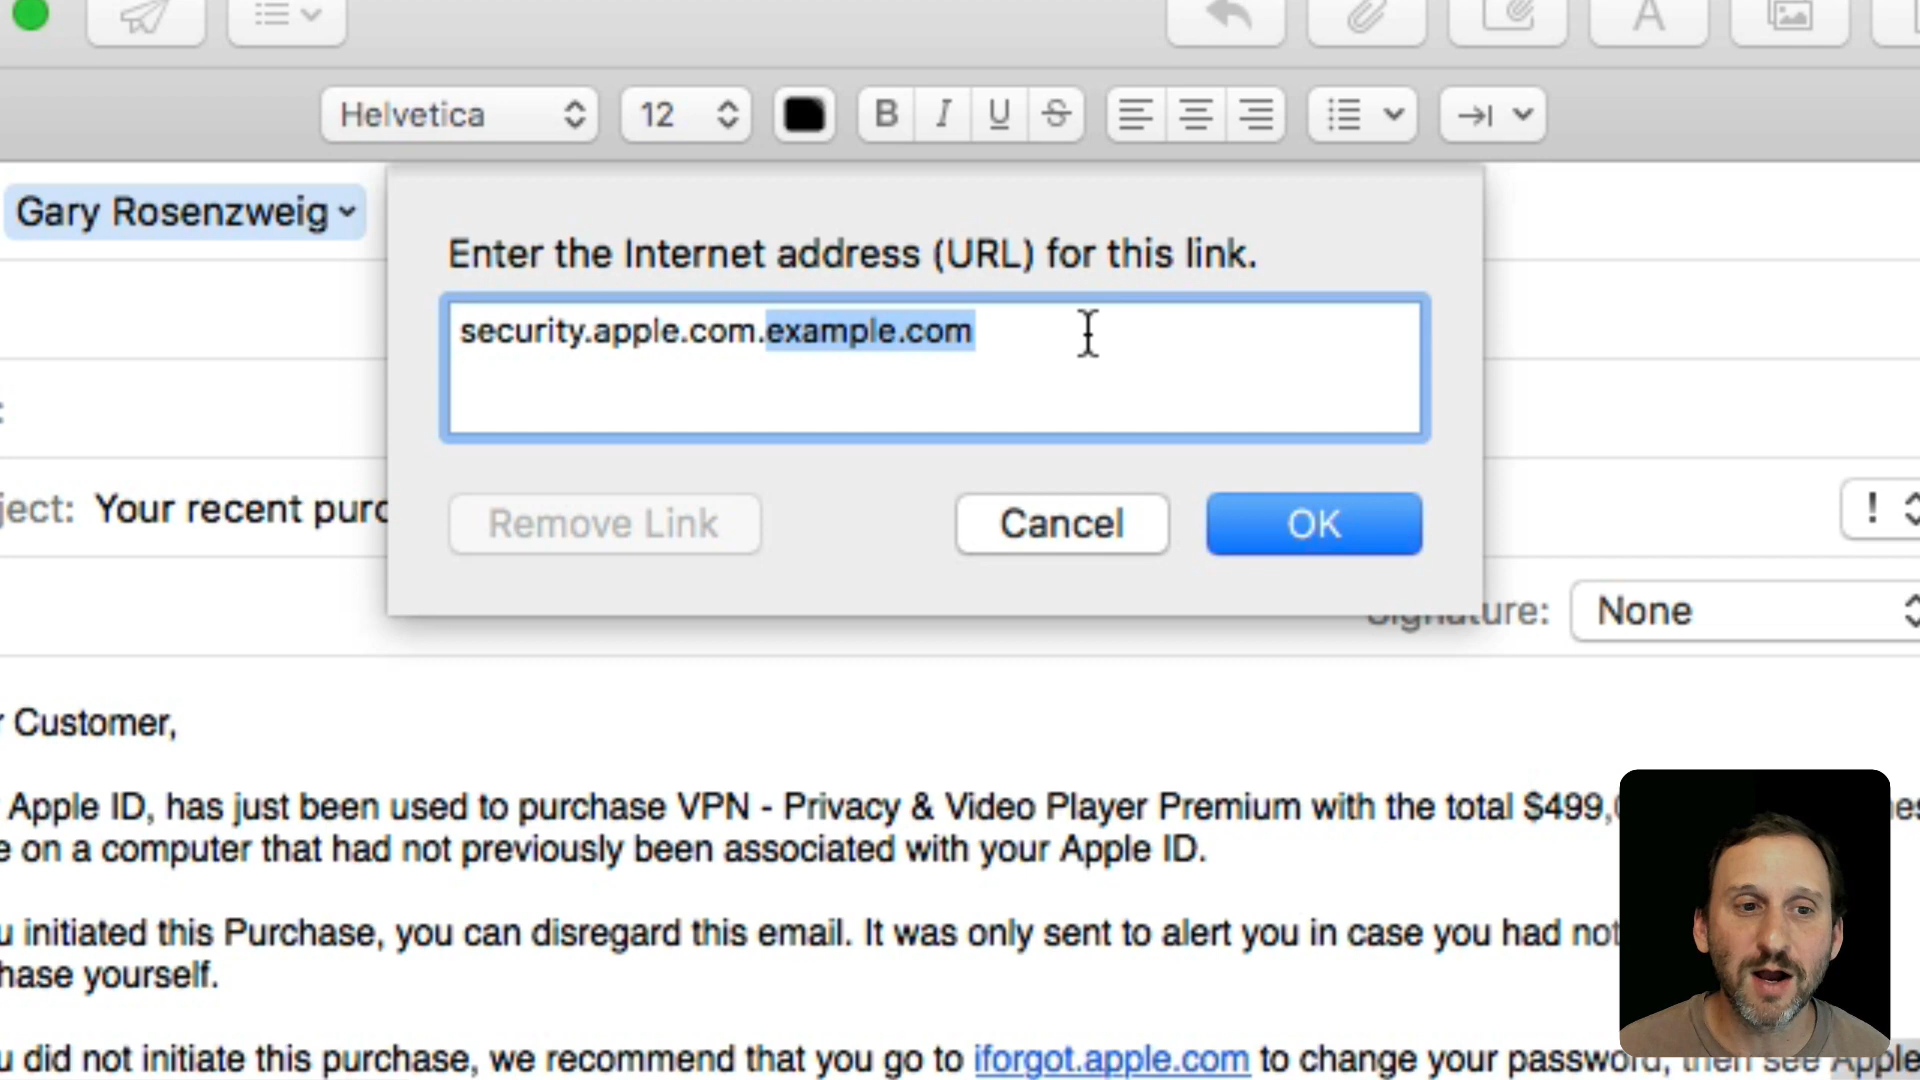 Helvetica 12 B I U S
Gary Rosenzweig
Enter the Internet address (URL) for this link.
security.apple.com.example.com
ject: Your recent purc
!
Remove Link Cancel OK
Signature: None
r Customer,
Apple ID, has just been used to purchase VPN - Privacy & Video Player Premium with the total $499,
e on a computer that had not previously been associated with your Apple ID.
u initiated this Purchase, you can disregard this email. It was only sent to alert you in case you had not
hase yourself.
u did not initiate this purchase, we recommend that you go to iforgot.apple.com to change your password, then see Apple